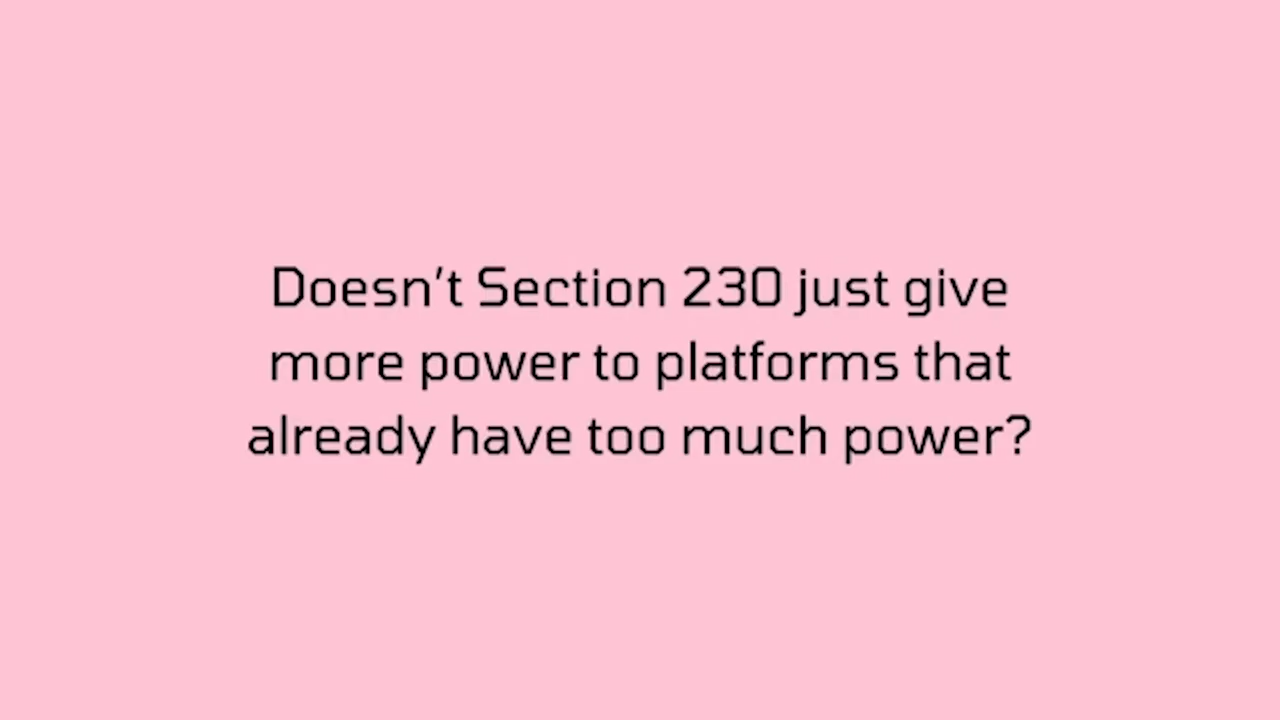 Doesn’t Section 230 just give
more power to platforms that
already have too much power?